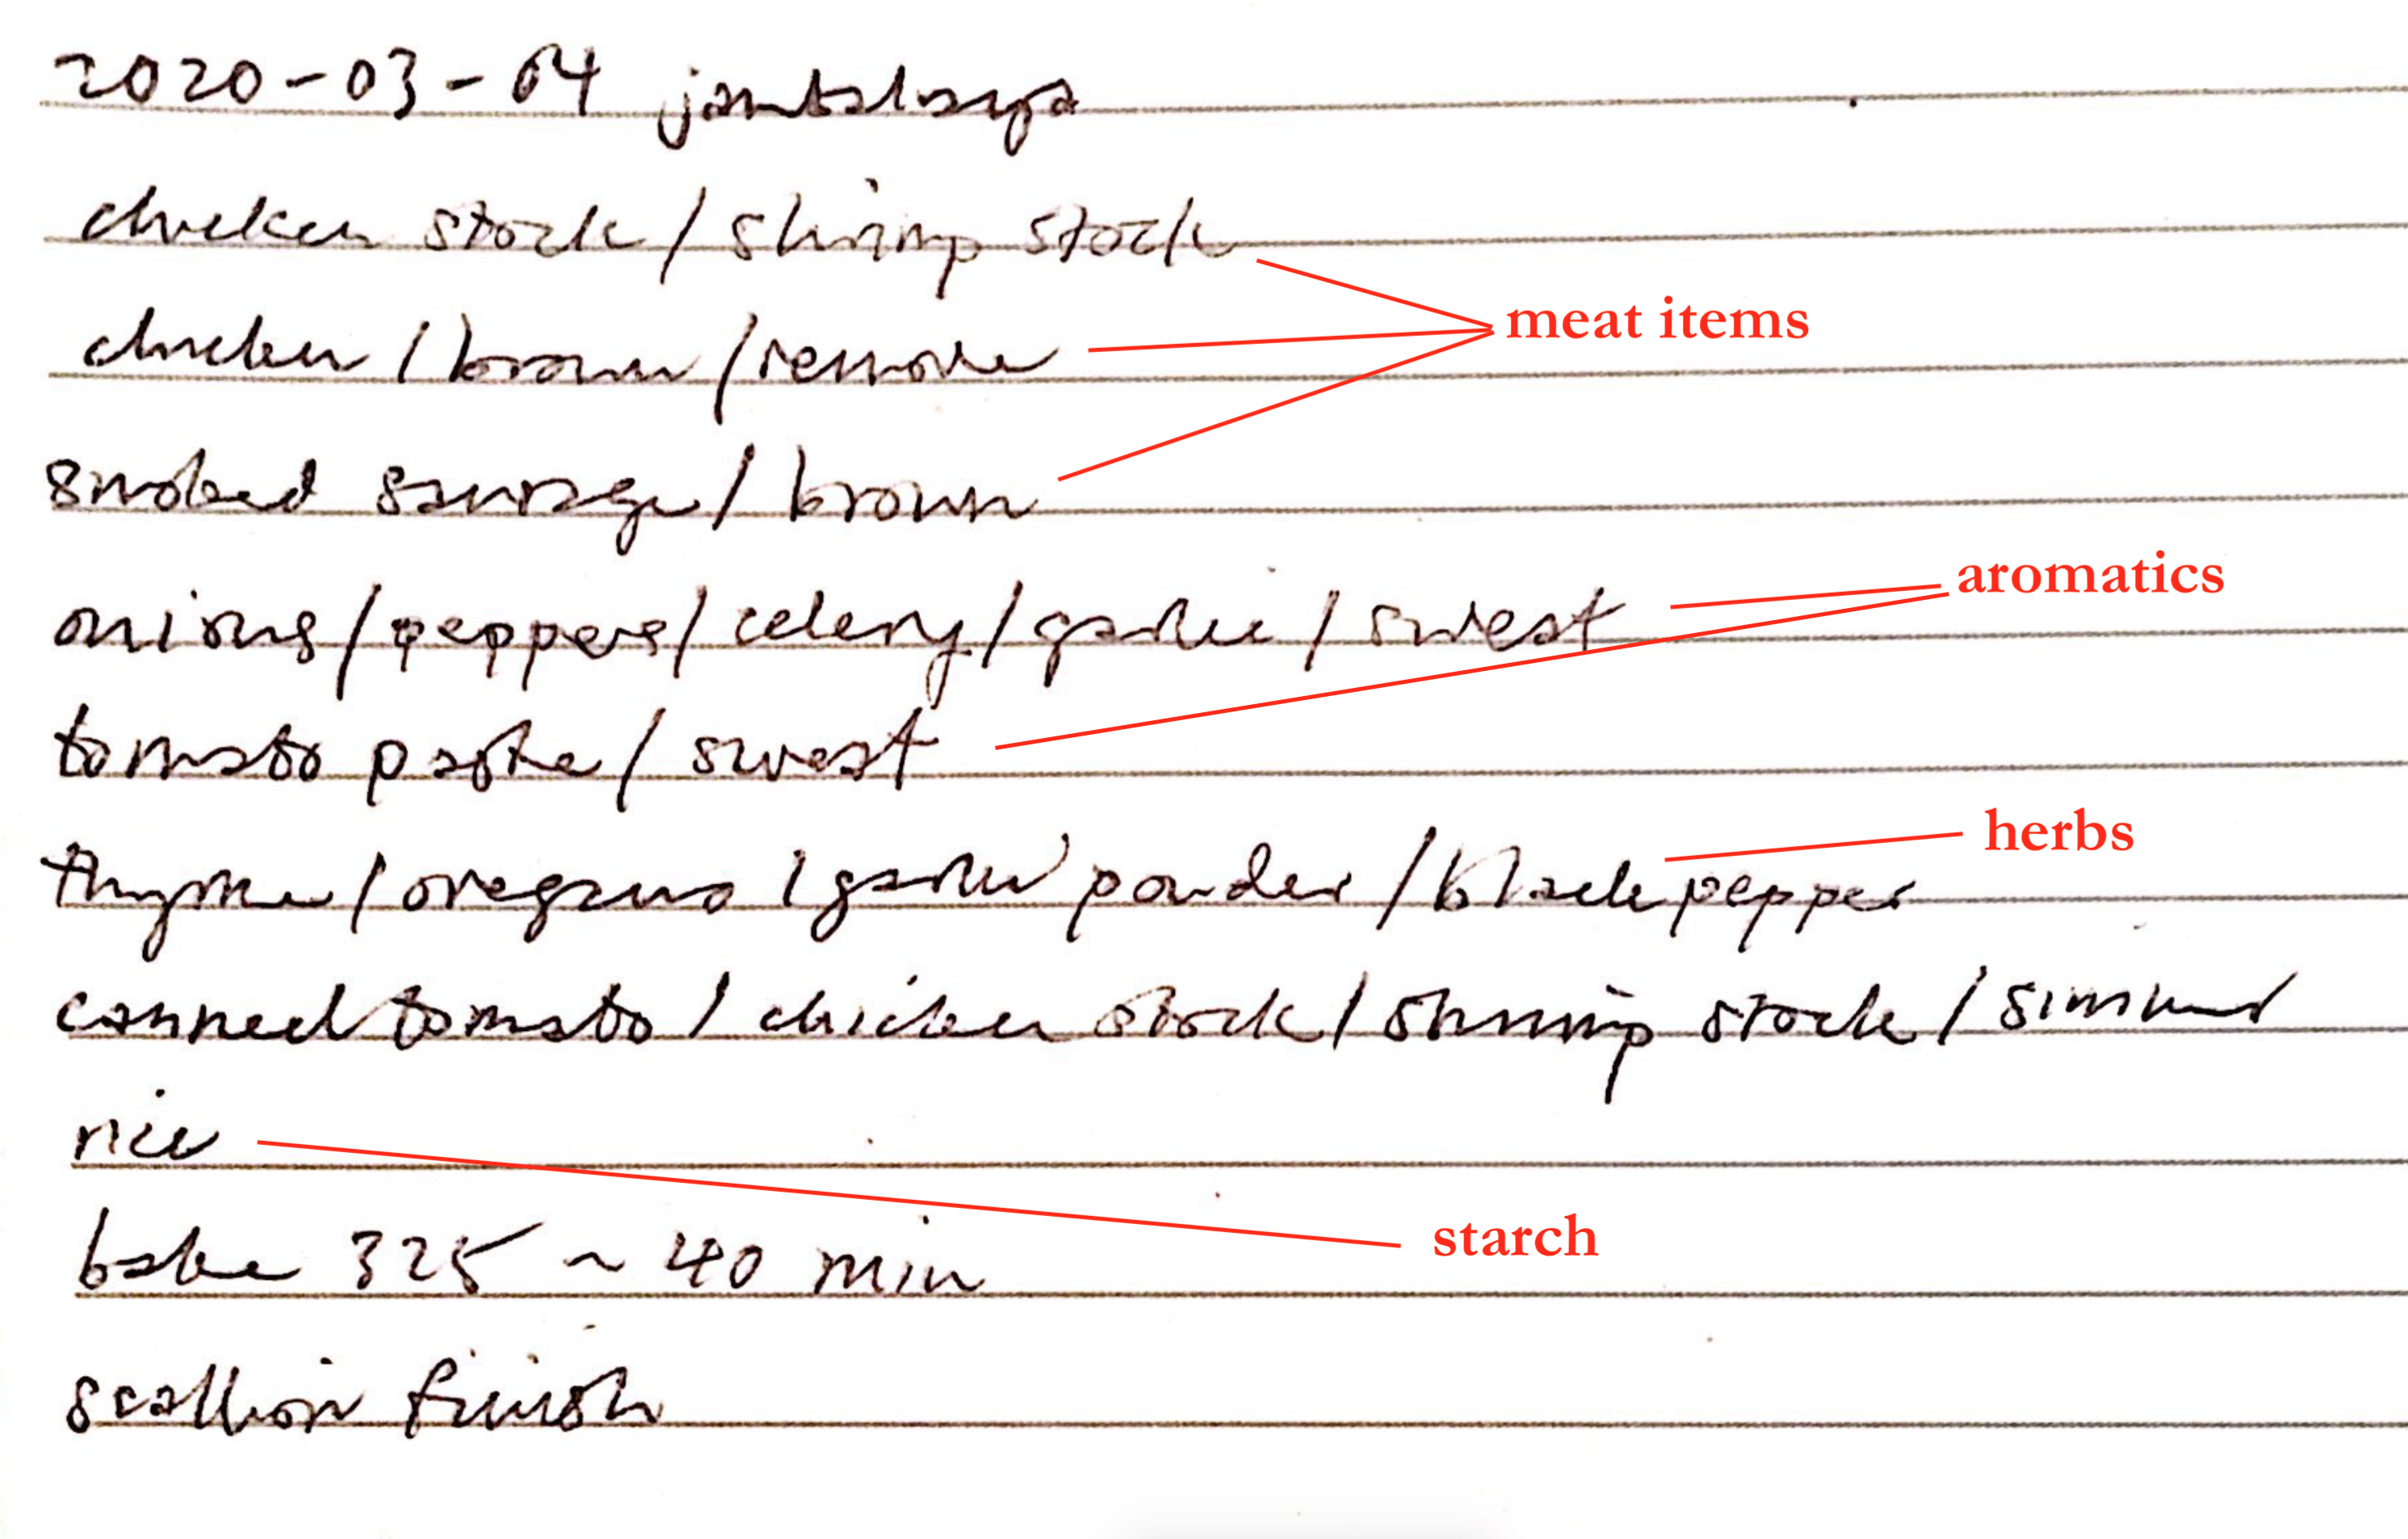 2020-03-04 jambalaya
chicken stock / shrimp stock
meat items
chicken / brown / remove
smoked sausage / brown
aromatics
onions / peppers / celery / garlic / sweat
tomato paste / sweat
herbs
thyme / oregano / garlic powder / black pepper
canned tomato / chicken stock / shrimp stock / simmer
rice
starch
bake 325 ~ 40 min
scallion finish